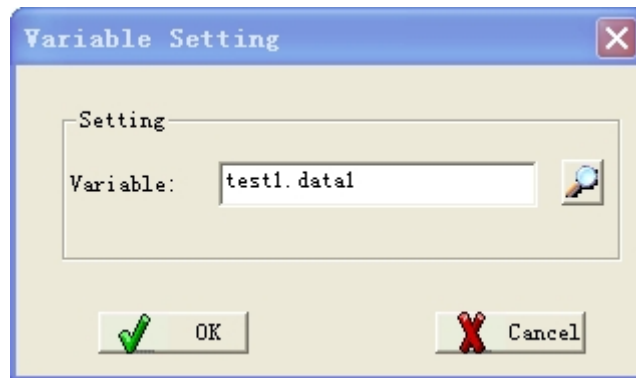 Variable Setting
Setting
Variable:
test1.data1
OK
Cancel